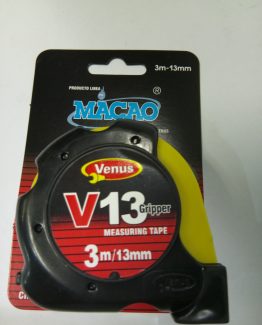 3m-13mm
PRODUCTO LINEA
MACAO
®
Venus
V13 Gripper
MEASURING TAPE
3m/13mm